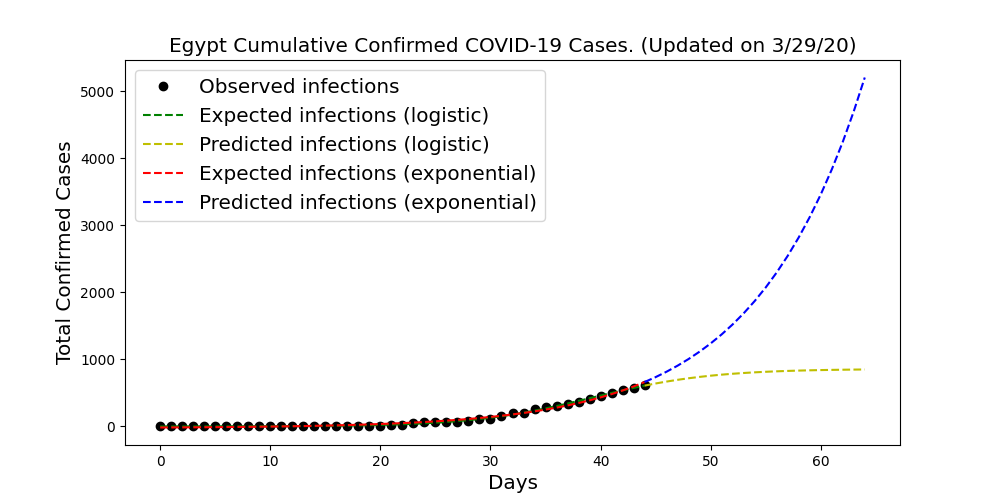 Egypt Cumulative Confirmed COVID-19 Cases. (Updated on 3/29/20)
Observed infections
Expected infections (logistic)
Predicted infections (logistic)
Expected infections (exponential)
Predicted infections (exponential)
Total Confirmed Cases
5000
4000
3000
2000
1000
0
0 10 20 30 40 50 60
Days